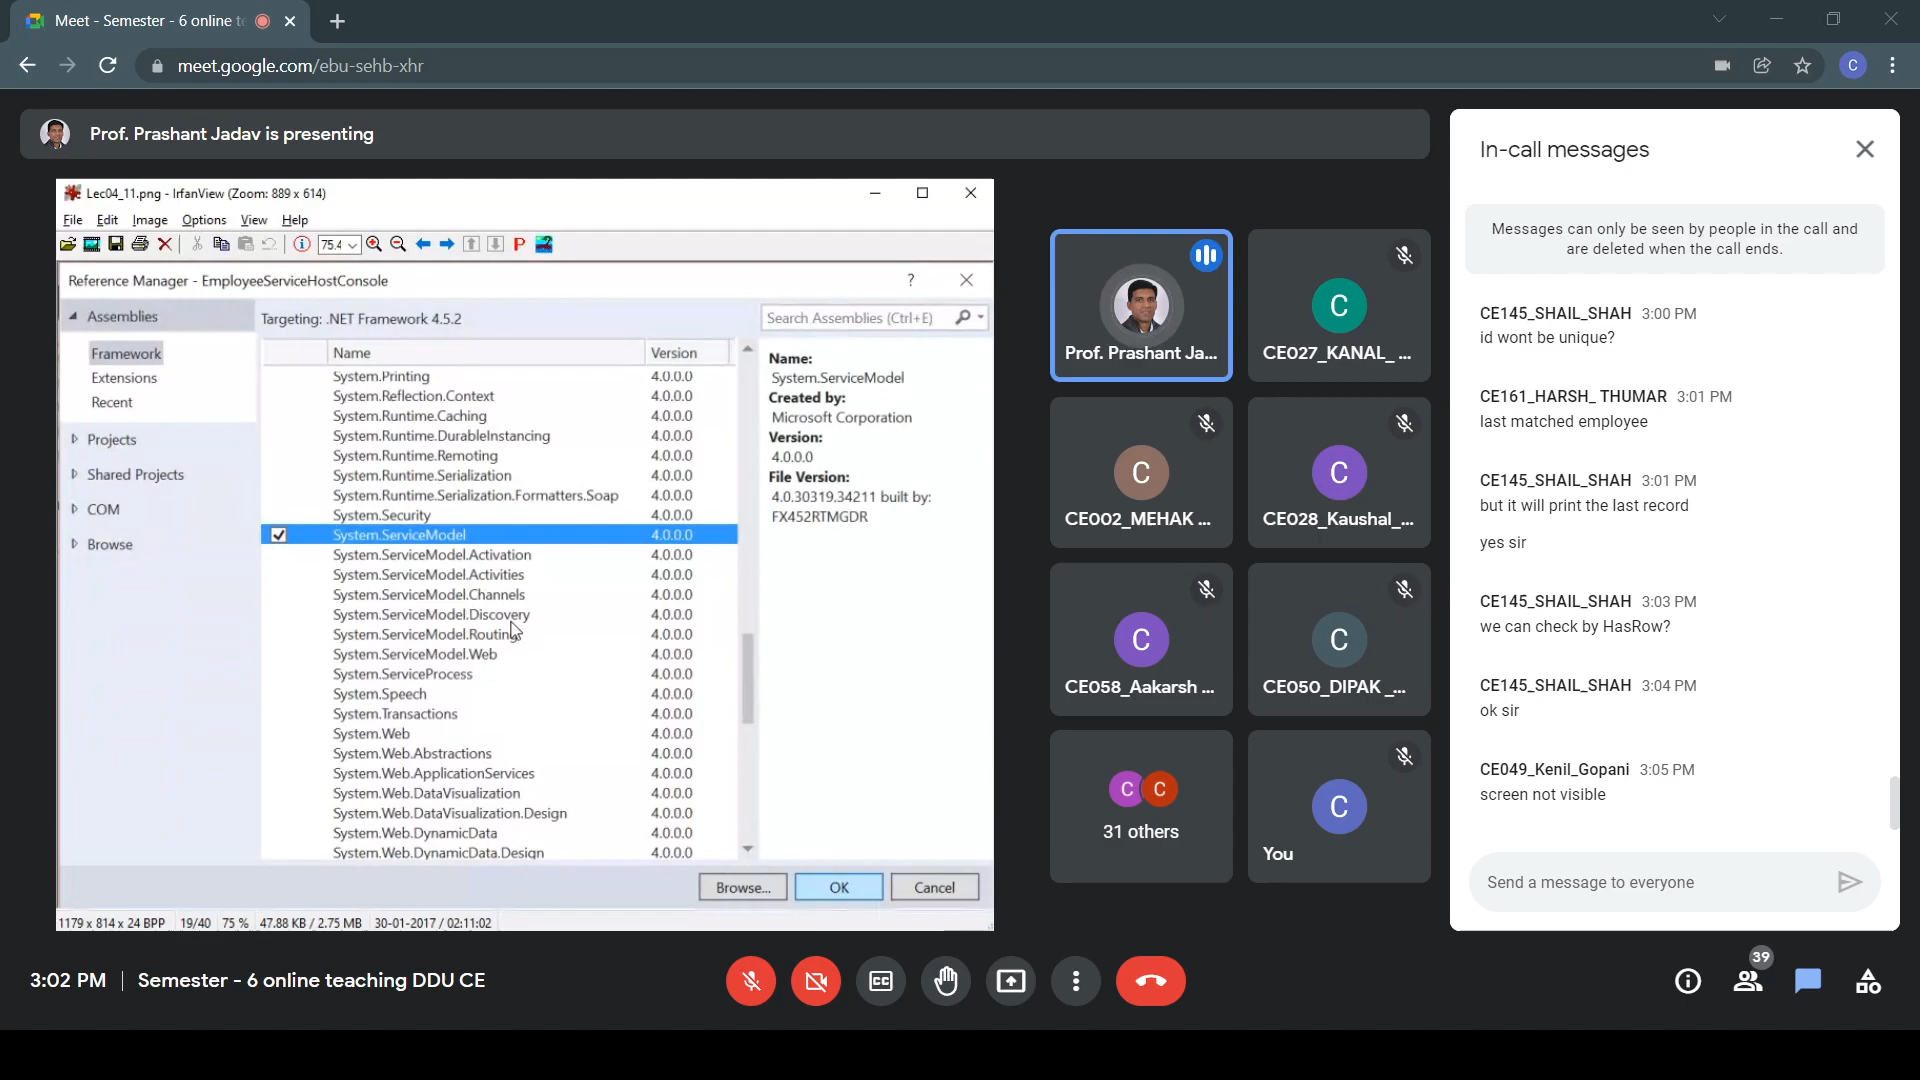 Meet - Semester - 6 online te
meet.google.com/ebu-sehb-xhr
C
Prof. Prashant Jadav is presenting
Lec04_11.png - IrfanView (Zoom: 889 x 614)
File Edit Image Options View Help
75.4
P
Reference Manager - EmployeeServiceHostConsole
?
Assemblies
Framework
Extensions
Recent
Projects
Shared Projects
COM
Browse
Targeting: .NET Framework 4.5.2
Search Assemblies (Ctrl+E)
Name Version
System.Printing 4.0.0.0
System.Reflection.Context 4.0.0.0
System.Runtime.Caching 4.0.0.0
System.Runtime.DurableInstancing 4.0.0.0
System.Runtime.Remoting 4.0.0.0
System.Runtime.Serialization 4.0.0.0
System.Runtime.Serialization.Formatters.Soap 4.0.0.0
System.Security 4.0.0.0
System.ServiceModel 4.0.0.0
System.ServiceModel.Activation 4.0.0.0
System.ServiceModel.Activities 4.0.0.0
System.ServiceModel.Channels 4.0.0.0
System.ServiceModel.Discovery 4.0.0.0
System.ServiceModel.Routing 4.0.0.0
System.ServiceModel.Web 4.0.0.0
System.ServiceProcess 4.0.0.0
System.Speech 4.0.0.0
System.Transactions 4.0.0.0
System.Web 4.0.0.0
System.Web.Abstractions 4.0.0.0
System.Web.ApplicationServices 4.0.0.0
System.Web.DataVisualization 4.0.0.0
System.Web.DataVisualization.Design 4.0.0.0
System.Web.DynamicData 4.0.0.0
System.Web.DynamicData.Design 4.0.0.0
Name:
System.ServiceModel
Created by:
Microsoft Corporation
Version:
4.0.0.0
File Version:
4.0.30319.34211 built by:
FX452RTMGDR
Browse... OK Cancel
1179 x 814 x 24 BPP 19/40 75 % 47.88 KB / 2.75 MB 30-01-2017 / 02:11:02
Prof. Prashant Ja...
C
CE027_KANAL_ ...
C
CE002_MEHAK ...
C
CE028_Kaushal_...
C
CE058_Aakarsh ...
C
CE050_DIPAK _...
C C
31 others
C
You
In-call messages
Messages can only be seen by people in the call and
are deleted when the call ends.
CE145_SHAIL_SHAH 3:00 PM
id wont be unique?
CE161_HARSH_ THUMAR 3:01 PM
last matched employee
CE145_SHAIL_SHAH 3:01 PM
but it will print the last record
yes sir
CE145_SHAIL_SHAH 3:03 PM
we can check by HasRow?
CE145_SHAIL_SHAH 3:04 PM
ok sir
CE049_Kenil_Gopani 3:05 PM
screen not visible
Send a message to everyone
3:02 PM | Semester - 6 online teaching DDU CE
CC
39